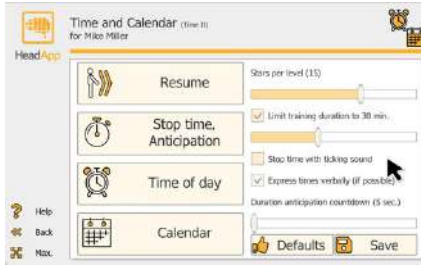 Time and Calendar (Time II)
for Mike Miller
HeadApp
Resume
Stop time,
Anticipation
Time of day
Calendar
Stars per level (15)
Limit training duration to 30 min.
Stop time with ticking sound
Express times verbally (if possible)
Duration anticipation countdown (5 sec.)
Defaults
Save
Help
Back
Max.